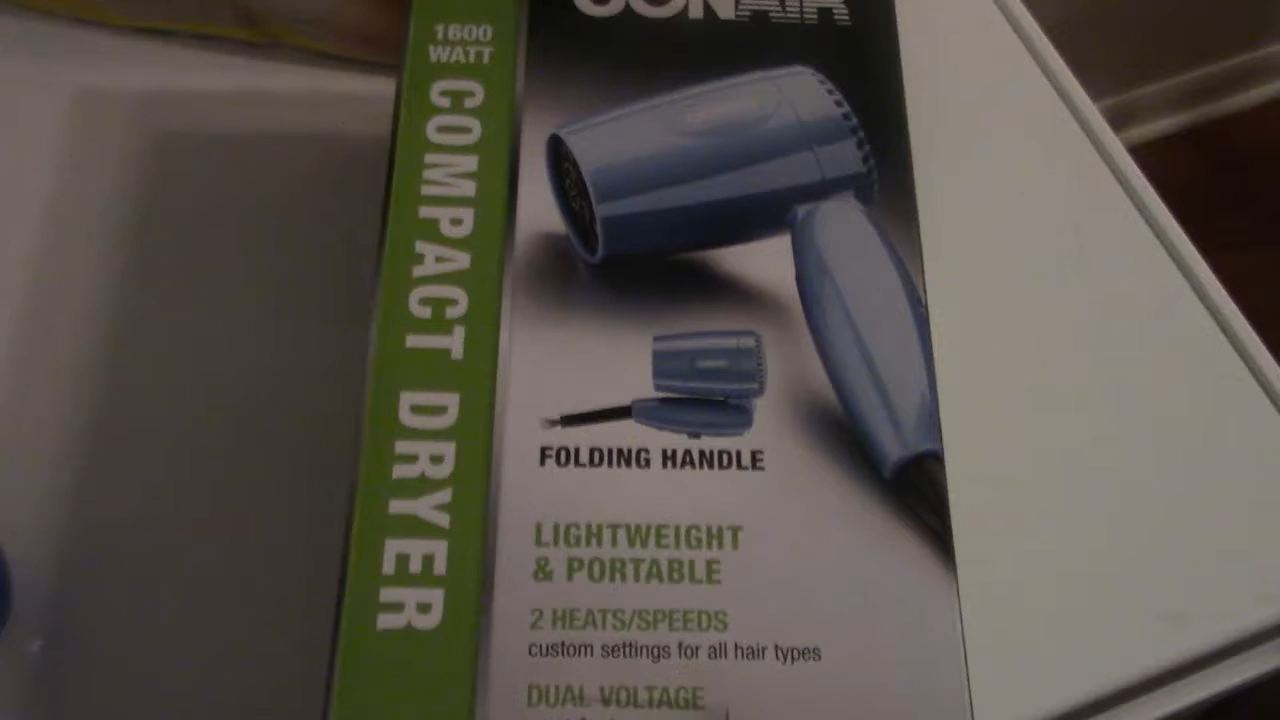 CONAIR
1600
WATT
COMPACT DRYER
FOLDING HANDLE
LIGHTWEIGHT
& PORTABLE
2 HEATS/SPEEDS
custom settings for all hair types
DUAL VOLTAGE